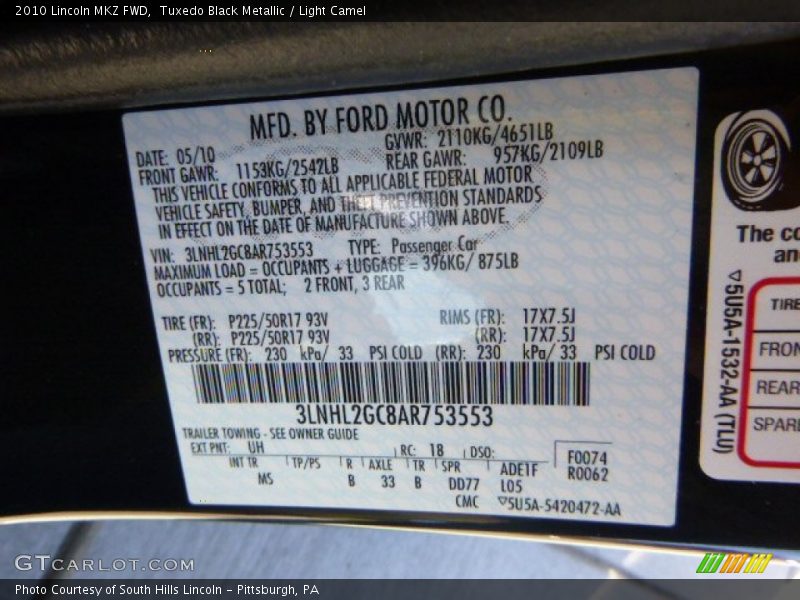 2010 Lincoln MKZ FWD, Tuxedo Black Metallic / Light Camel
MFD. BY FORD MOTOR CO.
DATE: 05/10 GVWR: 2110KG/4651LB
FRONT GAWR: 1153KG/2542LB REAR GAWR: 957KG/2109LB
THIS VEHICLE CONFORMS TO ALL APPLICABLE FEDERAL MOTOR
VEHICLE SAFETY, BUMPER, AND THEFT PREVENTION STANDARDS
IN EFFECT ON THE DATE OF MANUFACTURE SHOWN ABOVE.
VIN: 3LNHL2GC8AR753553 TYPE: Passenger Car
MAXIMUM LOAD = OCCUPANTS + LUGGAGE = 396KG/ 875LB
OCCUPANTS = 5 TOTAL; 2 FRONT, 3 REAR
TIRE (FR): P225/50R17 93V RIMS (FR): 17X7.5J
(RR): P225/50R17 93V (RR): 17X7.5J
PRESSURE (FR): 230 kPa/ 33 PSI COLD (RR): 230 kPa/ 33 PSI COLD
3LNHL2GC8AR753553
TRAILER TOWING - SEE OWNER GUIDE
EXT PNT: UH RC: 18 DSO: F0074
INT TR TP/PS R AXLE TR SPR ADE1F R0062
MS B 33 B DD77 L05
CMC ▽5U5A-5420472-AA
The co
an
▽5U5A-1532-AA (TLU)
TIRE
FRON
REAR
SPARE
GTCARLOT.COM
Photo Courtesy of South Hills Lincoln - Pittsburgh, PA